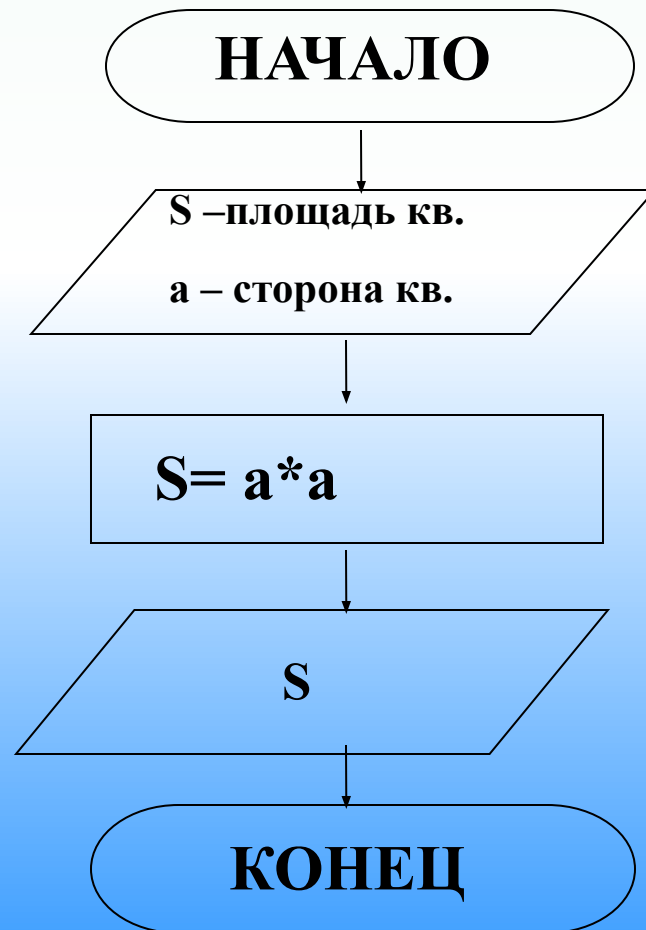 НАЧАЛО
S –площадь кв.
а – сторона кв.
S= a*a
S
КОНЕЦ